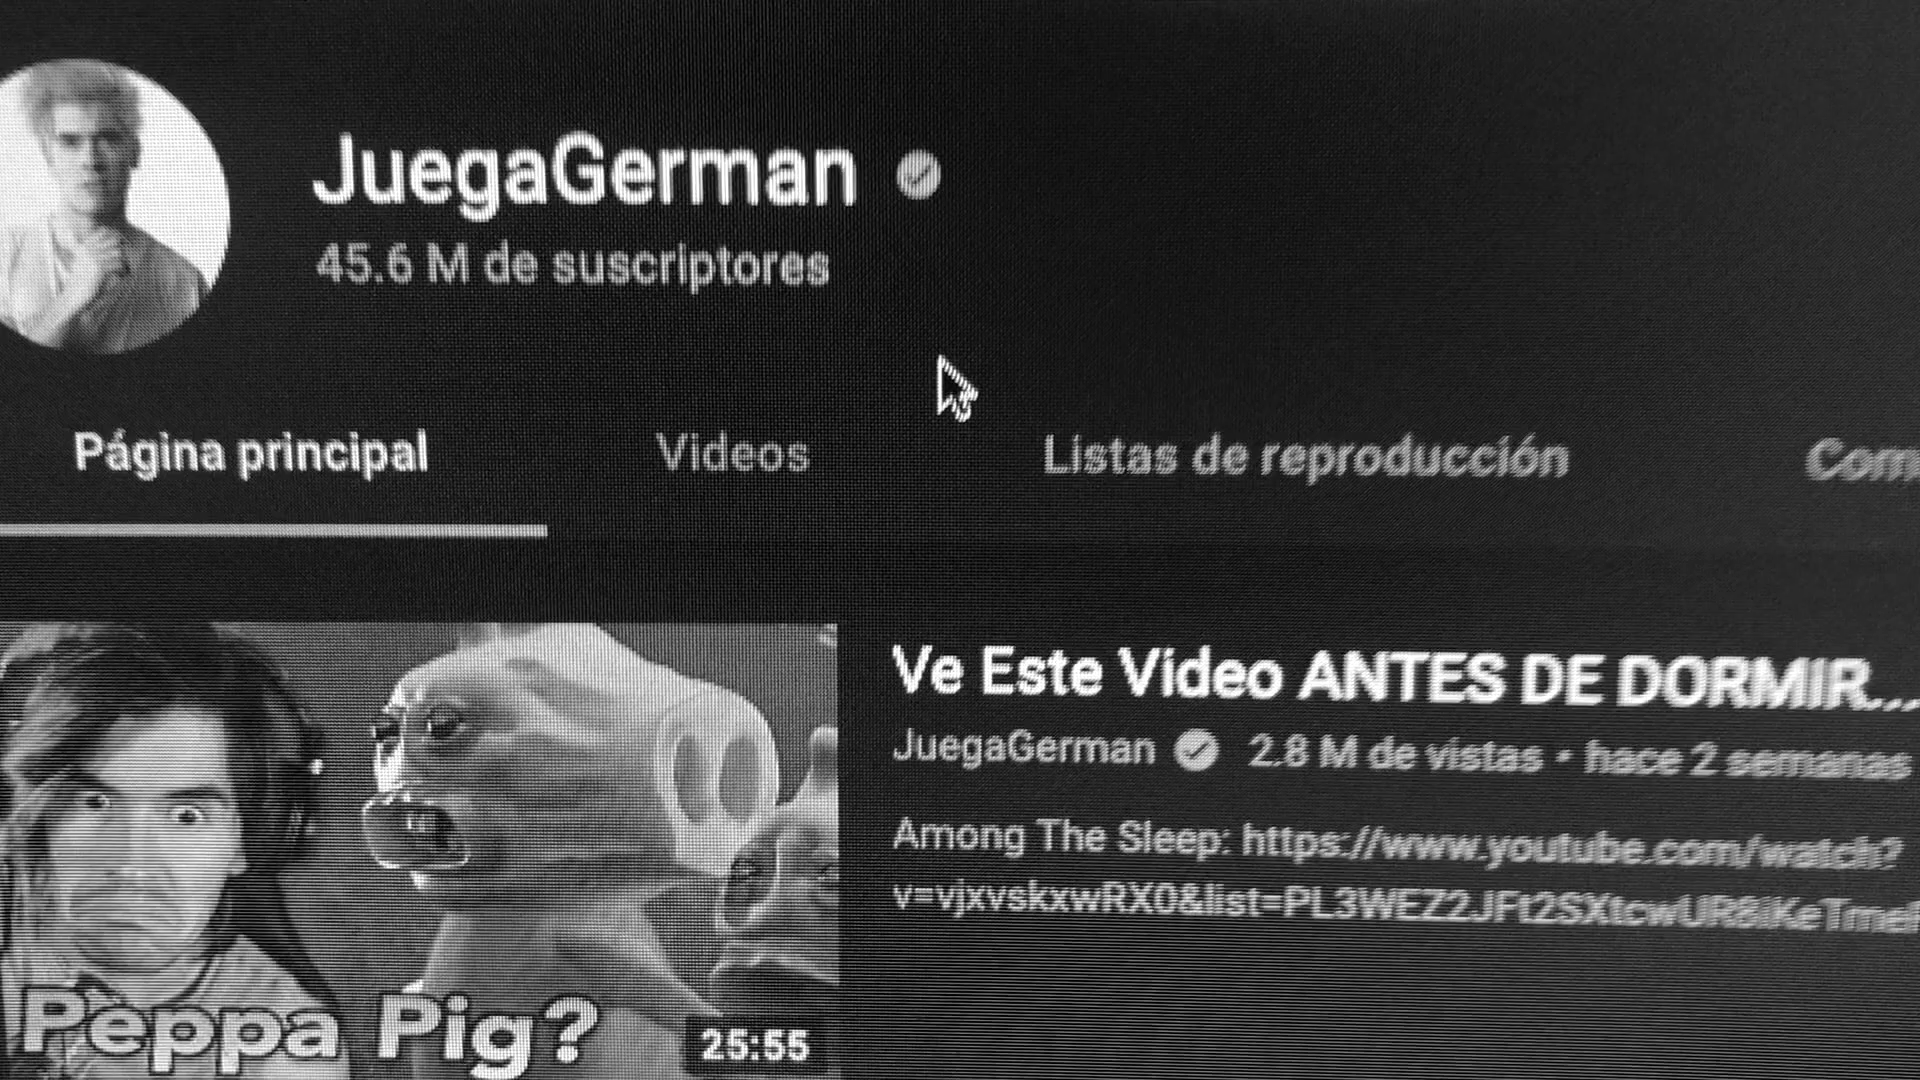 JuegaGerman
45.6 M de suscriptores
Página principal
Videos
Listas de reproducción
Com
Ve Este Video ANTES DE DORMIR...
JuegaGerman 2.8 M de vistas • hace 2 semanas
Among The Sleep: https://www.youtube.com/watch?
v=vjxvskxwRX0&list=PL3WEZ2JFt2SXtcwUR8iKeTmeF
Peppa Pig?
25:55